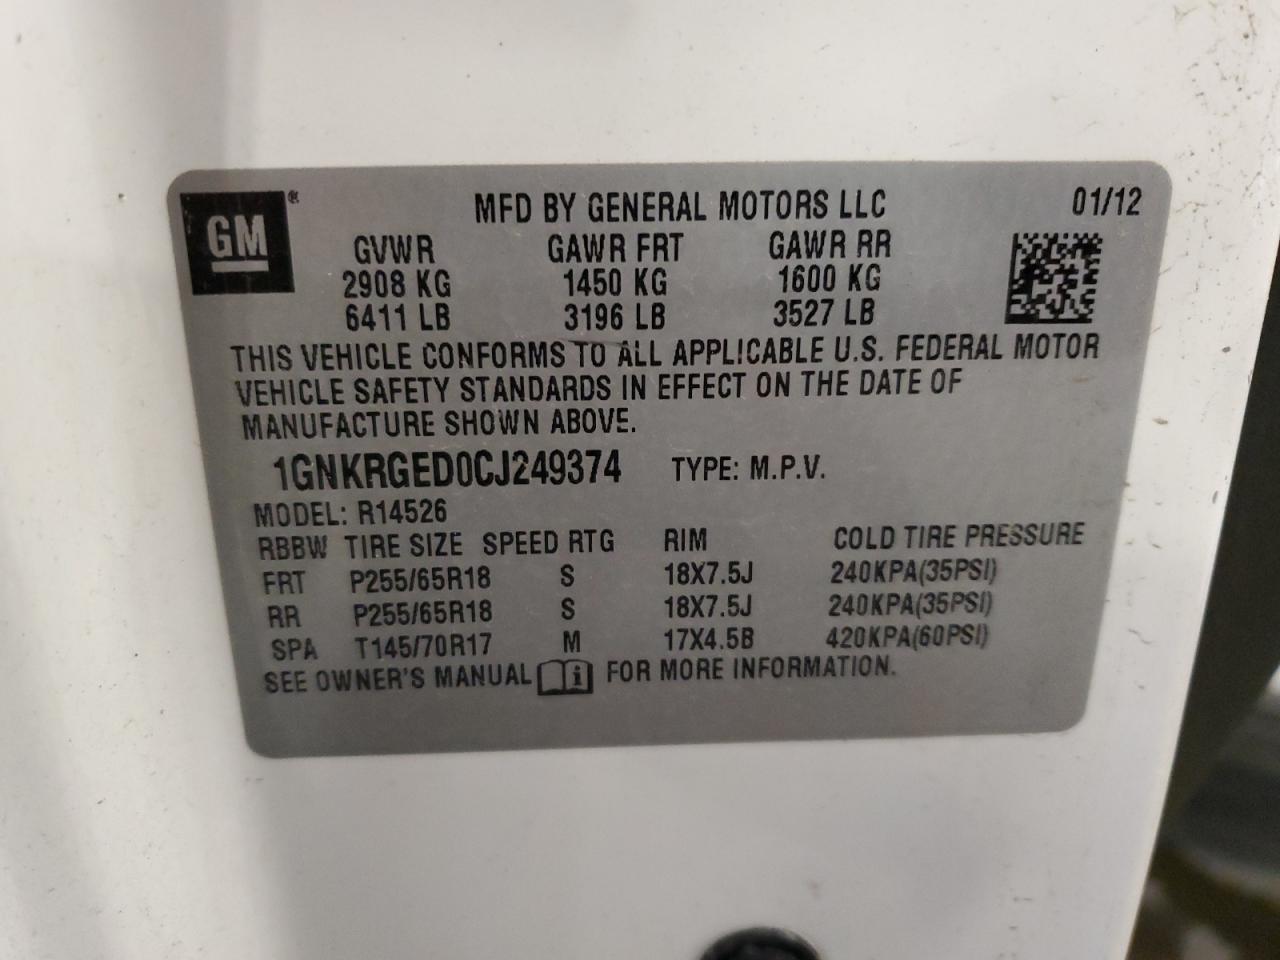 GM®
MFD BY GENERAL MOTORS LLC 01/12
GVWR GAWR FRT GAWR RR
2908 KG 1450 KG 1600 KG
6411 LB 3196 LB 3527 LB
THIS VEHICLE CONFORMS TO ALL APPLICABLE U.S. FEDERAL MOTOR
VEHICLE SAFETY STANDARDS IN EFFECT ON THE DATE OF
MANUFACTURE SHOWN ABOVE.
1GNKRGED0CJ249374 TYPE: M.P.V.
MODEL: R14526
RBBW TIRE SIZE SPEED RTG RIM COLD TIRE PRESSURE
FRT P255/65R18 S 18X7.5J 240KPA(35PSI)
RR P255/65R18 S 18X7.5J 240KPA(35PSI)
SPA T145/70R17 M 17X4.5B 420KPA(60PSI)
SEE OWNER'S MANUAL i FOR MORE INFORMATION.